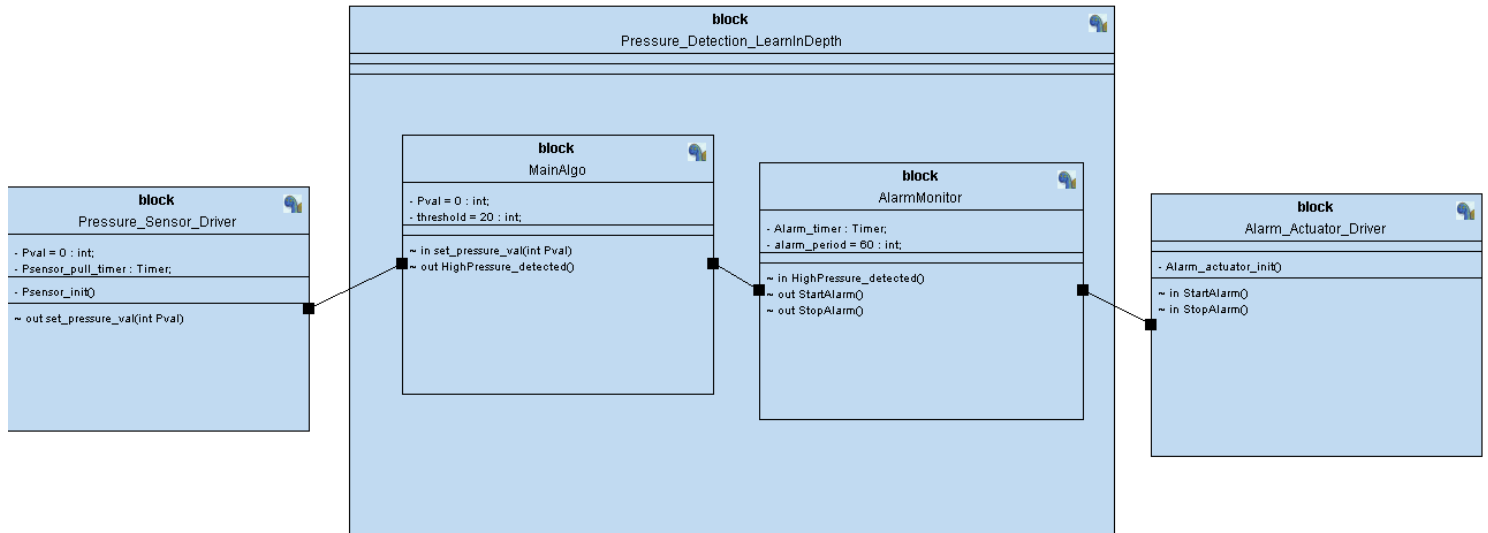 block
Pressure_Detection_LearnInDepth
block
Pressure_Sensor_Driver
- Pval = 0 : int;
- Psensor_pull_timer : Timer;
- Psensor_init()
~ out set_pressure_val(int Pval)
block
MainAlgo
- Pval = 0 : int;
- threshold = 20 : int;
~ in set_pressure_val(int Pval)
~ out HighPressure_detected()
block
AlarmMonitor
- Alarm_timer : Timer;
- alarm_period = 60 : int;
~ in HighPressure_detected()
~ out StartAlarm()
~ out StopAlarm()
block
Alarm_Actuator_Driver
- Alarm_actuator_init()
~ in StartAlarm()
~ in StopAlarm()